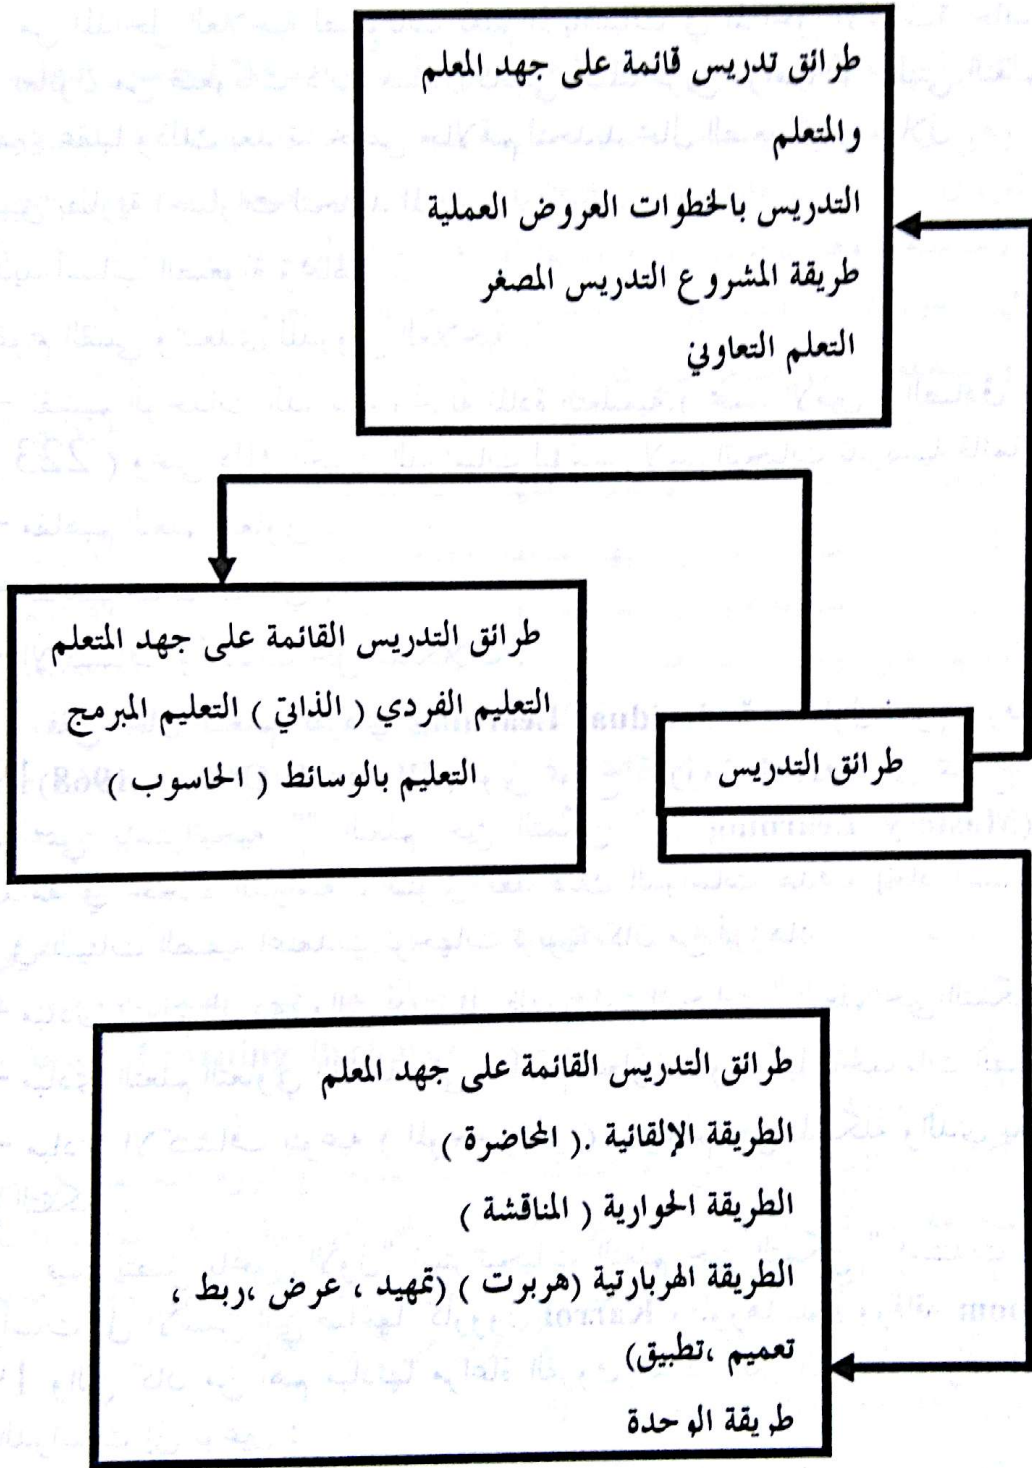 طرائق تدريس قائمة على جهد المعلم
والمتعلم
التدريس بالخطوات العروض العملية
طريقة المشروع التدريس المصغر
التعلم التعاوني
طرائق التدريس القائمة على جهد المتعلم
التعليم الفردي ( الذاتي ) التعليم المبرمج
التعليم بالوسائط ( الحاسوب )
طرائق التدريس
طرائق التدريس القائمة على جهد المعلم
الطريقة الإلقائية .( المحاضرة )
الطريقة الحوارية ( المناقشة )
الطريقة الهربارتية (هربرت ) (تمهيد ، عرض ،ربط ،
تعميم ،تطبيق)
طريقة الوحدة